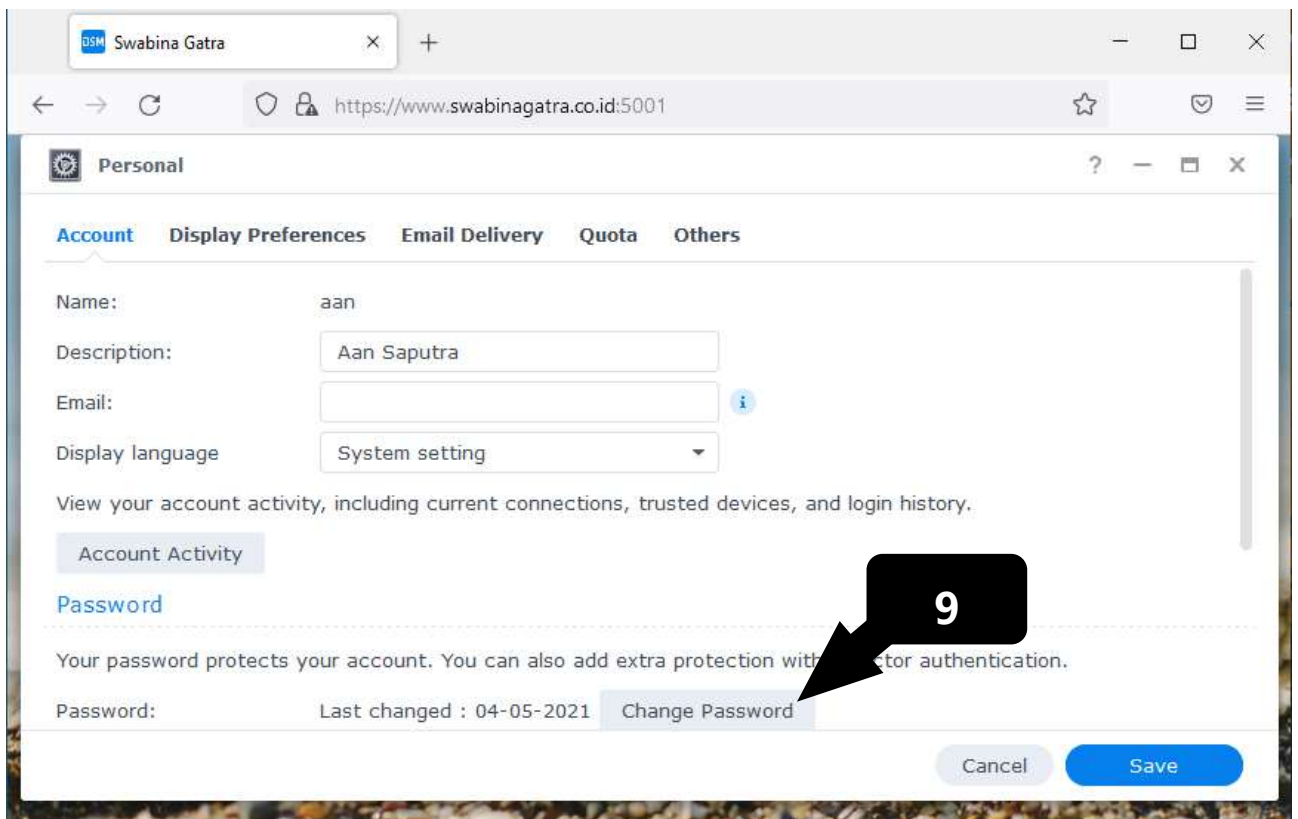 DSM Swabina Gatra
https://www.swabinagatra.co.id:5001
Personal
Account Display Preferences Email Delivery Quota Others
Name: aan
Description: Aan Saputra
Email:
Display language System setting
View your account activity, including current connections, trusted devices, and login history.
Account Activity
Password
9
Your password protects your account. You can also add extra protection with ctor authentication.
Password: Last changed : 04-05-2021 Change Password
Cancel Save